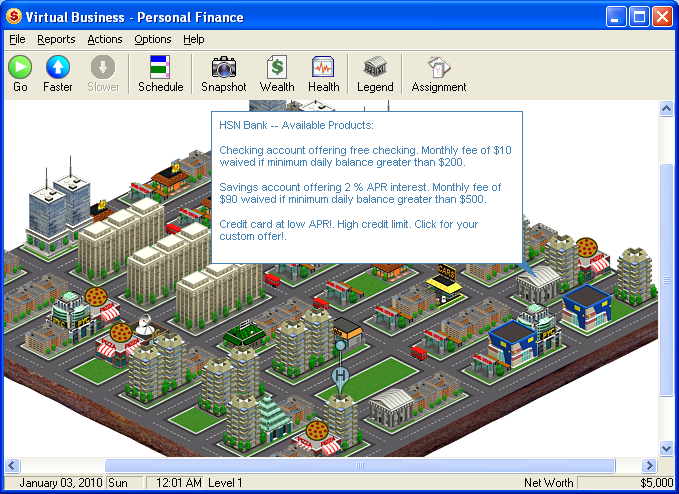 Virtual Business - Personal Finance
File Reports Actions Options Help
Go Faster Slower Schedule Snapshot Wealth Health Legend Assignment
HSN Bank -- Available Products:
Checking account offering free checking. Monthly fee of $10
waived if minimum daily balance greater than $200.
Savings account offering 2 % APR interest. Monthly fee of
$90 waived if minimum daily balance greater than $500.
Credit card at low APR!. High credit limit. Click for your
custom offer!.
CARS
H
PIZZA
January 03, 2010 Sun 12:01 AM Level 1 Net Worth $5,000